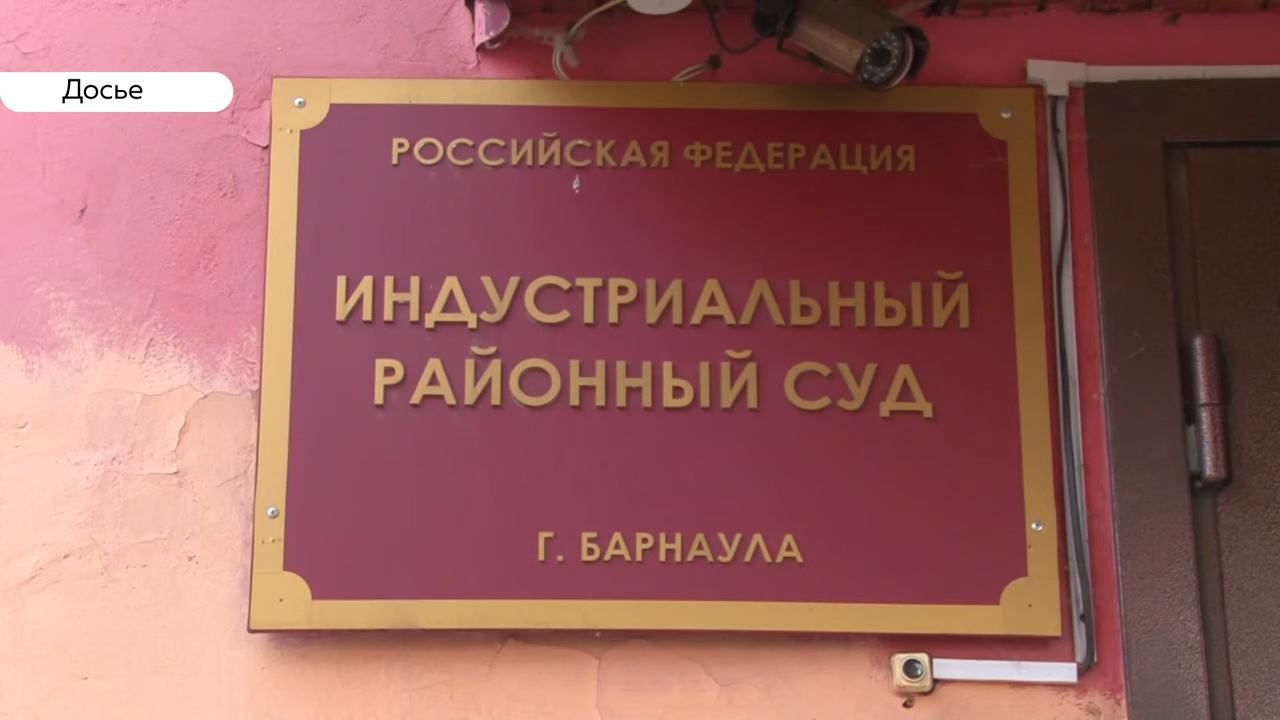 Досье
РОССИЙСКАЯ ФЕДЕРАЦИЯ
ИНДУСТРИАЛЬНЫЙ
РАЙОННЫЙ СУД
Г. БАРНАУЛА